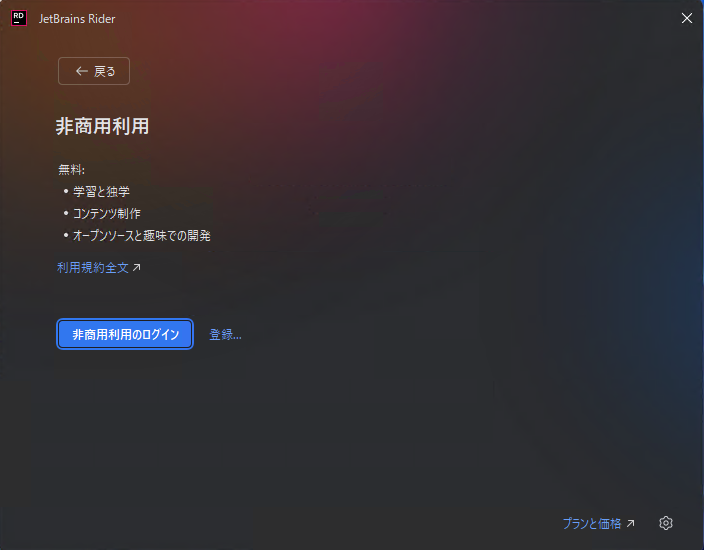 RD
JetBrains Rider
← 戻る
非商用利用
無料:
• 学習と独学
• コンテンツ制作
• オープンソースと趣味での開発
利用規約全文 ↗
非商用利用のログイン 登録...
プランと価格 ↗